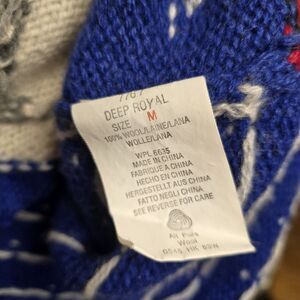 DEEP ROYAL
SIZE M
100% WOOL/LAINE/LANA
WOLLE/LANA
WPL 6635
MADE IN CHINA
FABRIQUE A CHINA
HECHO EN CHINA
HERGESTELLT AUS CHINA
FATTO NEGLI CHINA
SEE REVERSE FOR CARE
All Pure
Wool